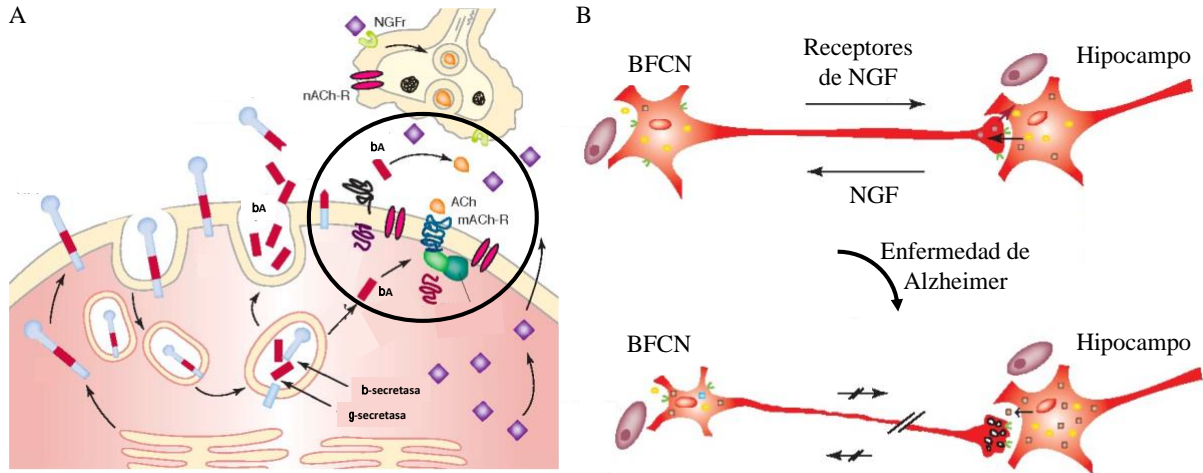 A
NGFr
nACh-R
bA
bA
ACh
mACh-R
bA
b-secretasa
g-secretasa
B
BFCN
Receptores
de NGF
Hipocampo
NGF
Enfermedad de
Alzheimer
BFCN
Hipocampo